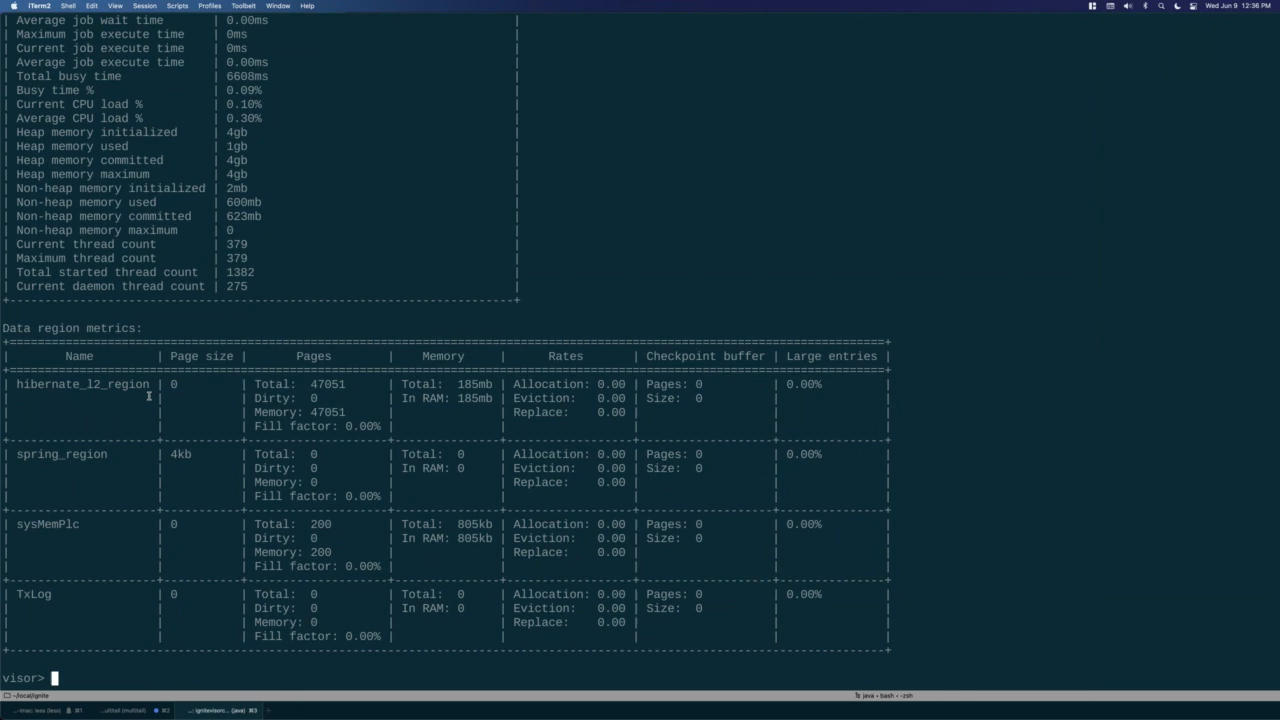 iTerm2 Shell Edit View Session Scripts Profiles Toolbelt Window Help Wed Jun 9 12:36 PM
| Average job wait time | 0.00ms |
| Maximum job execute time | 0ms |
| Current job execute time | 0ms |
| Average job execute time | 0.00ms |
| Total busy time | 6608ms |
| Busy time % | 0.09% |
| Current CPU load % | 0.10% |
| Average CPU load % | 0.30% |
| Heap memory initialized | 4gb |
| Heap memory used | 1gb |
| Heap memory committed | 4gb |
| Heap memory maximum | 4gb |
| Non-heap memory initialized | 2mb |
| Non-heap memory used | 600mb |
| Non-heap memory committed | 623mb |
| Non-heap memory maximum | 0 |
| Current thread count | 379 |
| Maximum thread count | 379 |
| Total started thread count | 1382 |
| Current daemon thread count | 275 |
Data region metrics:
| Name | Page size | Pages | Memory | Rates | Checkpoint buffer | Large entries |
| hibernate_l2_region | 0 | Total: 47051 | Total: 185mb | Allocation: 0.00 | Pages: 0 | 0.00% |
| | | Dirty: 0 | In RAM: 185mb | Eviction: 0.00 | Size: 0 | |
| | | Memory: 47051 | | Replace: 0.00 | | |
| | | Fill factor: 0.00% | | | | |
| spring_region | 4kb | Total: 0 | Total: 0 | Allocation: 0.00 | Pages: 0 | 0.00% |
| | | Dirty: 0 | In RAM: 0 | Eviction: 0.00 | Size: 0 | |
| | | Memory: 0 | | Replace: 0.00 | | |
| | | Fill factor: 0.00% | | | | |
| sysMemPlc | 0 | Total: 200 | Total: 805kb | Allocation: 0.00 | Pages: 0 | 0.00% |
| | | Dirty: 0 | In RAM: 805kb | Eviction: 0.00 | Size: 0 | |
| | | Memory: 200 | | Replace: 0.00 | | |
| | | Fill factor: 0.00% | | | | |
| TxLog | 0 | Total: 0 | Total: 0 | Allocation: 0.00 | Pages: 0 | 0.00% |
| | | Dirty: 0 | In RAM: 0 | Eviction: 0.00 | Size: 0 | |
| | | Memory: 0 | | Replace: 0.00 | | |
| | | Fill factor: 0.00% | | | | |
visor>
~/local/ignite java • bash • -zsh
less (less) ⌘1 (multitail) ⌘2 ignitevisorc... (java) ⌘3 +